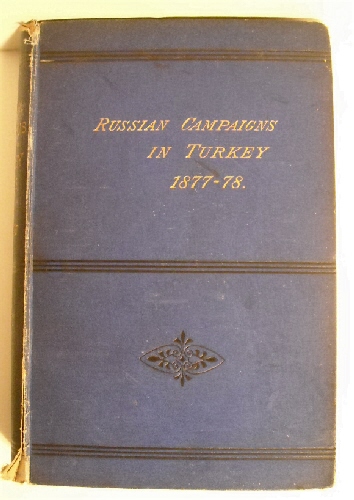 RUSSIAN CAMPAIGNS
IN TURKEY
1877-78.